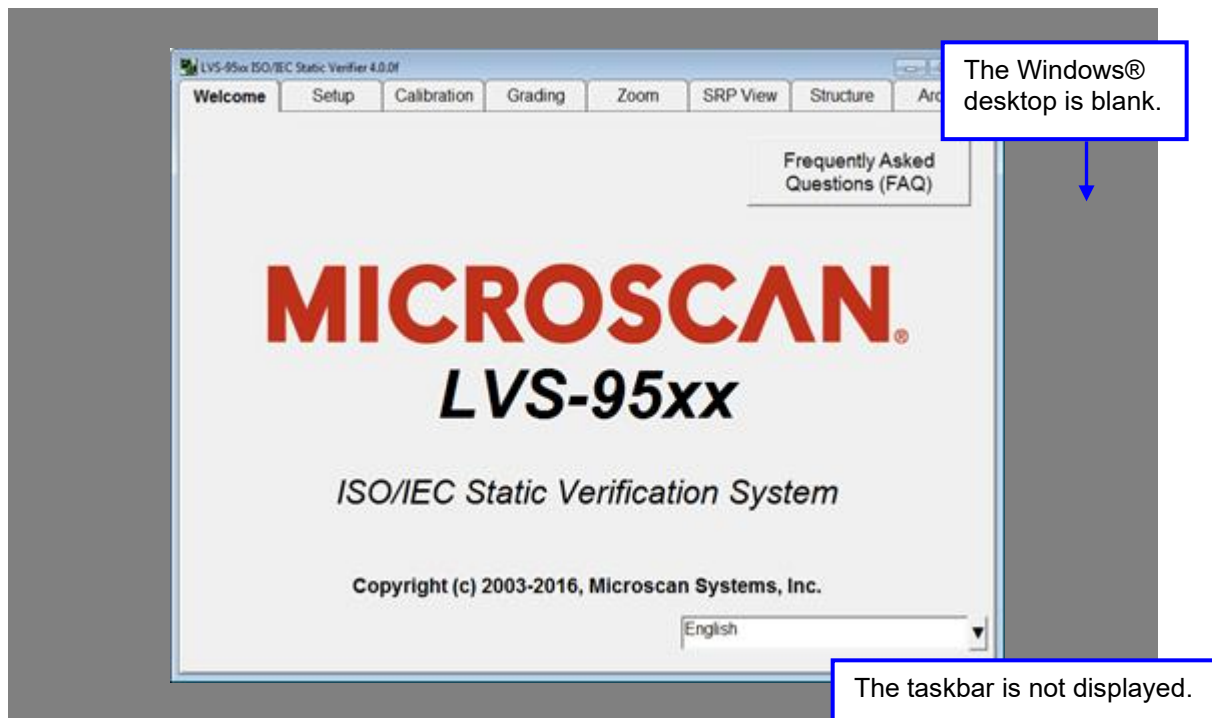 LVS-95xx ISO/IEC Static Verifier 4.0.0f
The Windows®
desktop is blank.
Welcome Setup Calibration Grading Zoom SRP View Structure
Frequently Asked
Questions (FAQ)
MICROSCAN®
LVS-95xx
ISO/IEC Static Verification System
Copyright (c) 2003-2016, Microscan Systems, Inc.
English
The taskbar is not displayed.